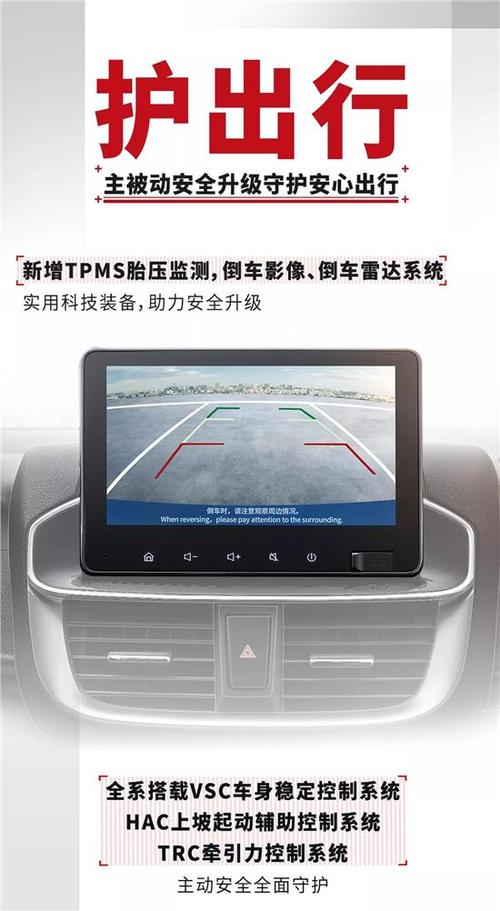 护出行
主被动安全升级守护安心出行
新增TPMS胎压监测,倒车影像、倒车雷达系统
实用科技装备,助力安全升级
倒车时,请注意观察周边情况。
When reversing, please pay attention to the surrounding.
全系搭载VSC车身稳定控制系统
HAC上坡起动辅助控制系统
TRC牵引力控制系统
主动安全全面守护